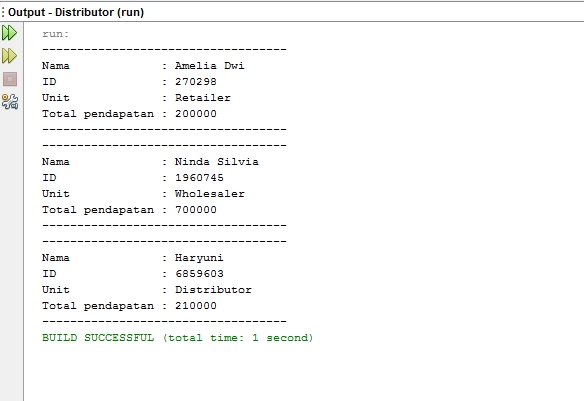 Output - Distributor (run)
run:
-----------------------------------
Nama             : Amelia Dwi
ID               : 270298
Unit             : Retailer
Total pendapatan : 200000
-----------------------------------
-----------------------------------
Nama             : Ninda Silvia
ID               : 1960745
Unit             : Wholesaler
Total pendapatan : 700000
-----------------------------------
-----------------------------------
Nama             : Haryuni
ID               : 6859603
Unit             : Distributor
Total pendapatan : 210000
-----------------------------------
BUILD SUCCESSFUL (total time: 1 second)